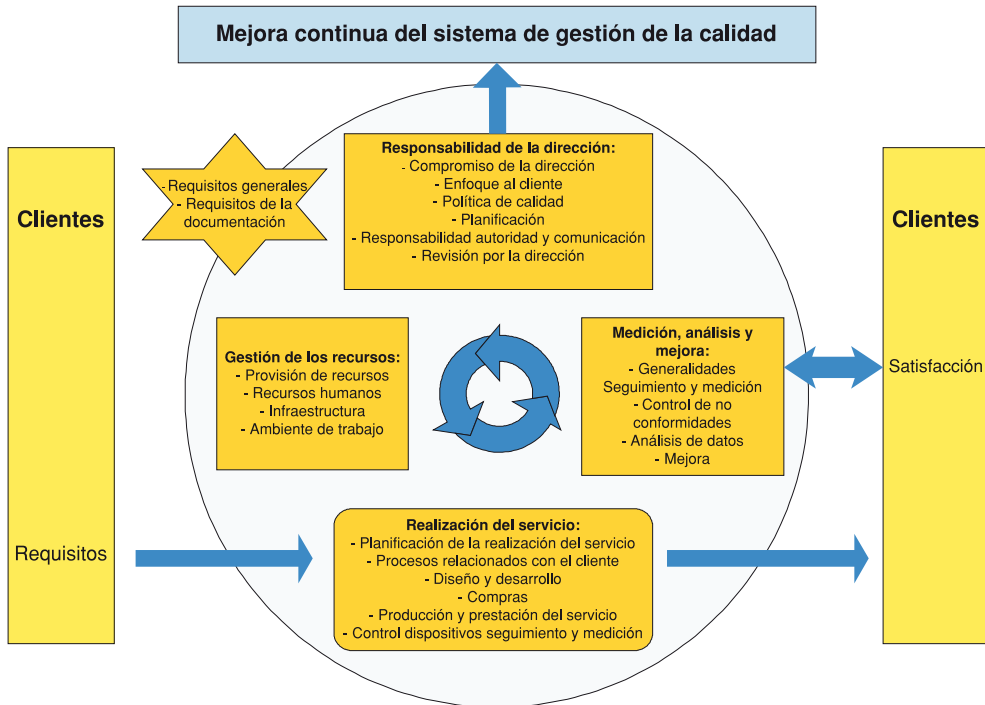 Mejora continua del sistema de gestión de la calidad
Clientes
Requisitos
- Requisitos generales
- Requisitos de la
documentación
Responsabilidad de la dirección:
- Compromiso de la dirección
- Enfoque al cliente
- Política de calidad
- Planificación
- Responsabilidad autoridad y comunicación
- Revisión por la dirección
Gestión de los recursos:
- Provisión de recursos
- Recursos humanos
- Infraestructura
- Ambiente de trabajo
Medición, análisis y
mejora:
- Generalidades
Seguimiento y medición
- Control de no
conformidades
- Análisis de datos
- Mejora
Realización del servicio:
- Planificación de la realización del servicio
- Procesos relacionados con el cliente
- Diseño y desarrollo
- Compras
- Producción y prestación del servicio
- Control dispositivos seguimiento y medición
Clientes
Satisfacción